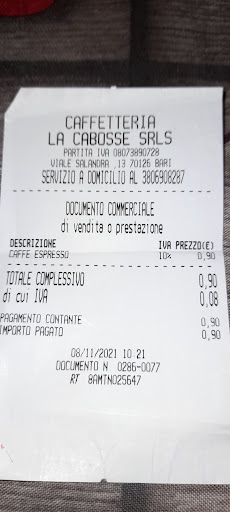 CAFFETTERIA
LA CABOSSE SRLS
PARTITA IVA 08073890728
VIALE SALANDRA ,13 70126 BARI
SERVIZIO A DOMICILIO AL 3806908287
DOCUMENTO COMMERCIALE
di vendita o prestazione
DESCRIZIONE IVA PREZZO(€)
CAFFE ESPRESSO 10% 0,90
TOTALE COMPLESSIVO 0,90
di cui IVA 0,08
PAGAMENTO CONTANTE 0,90
IMPORTO PAGATO 0,90
08/11/2021 10:21
DOCUMENTO N 0286-0077
RT 8AMTN025647